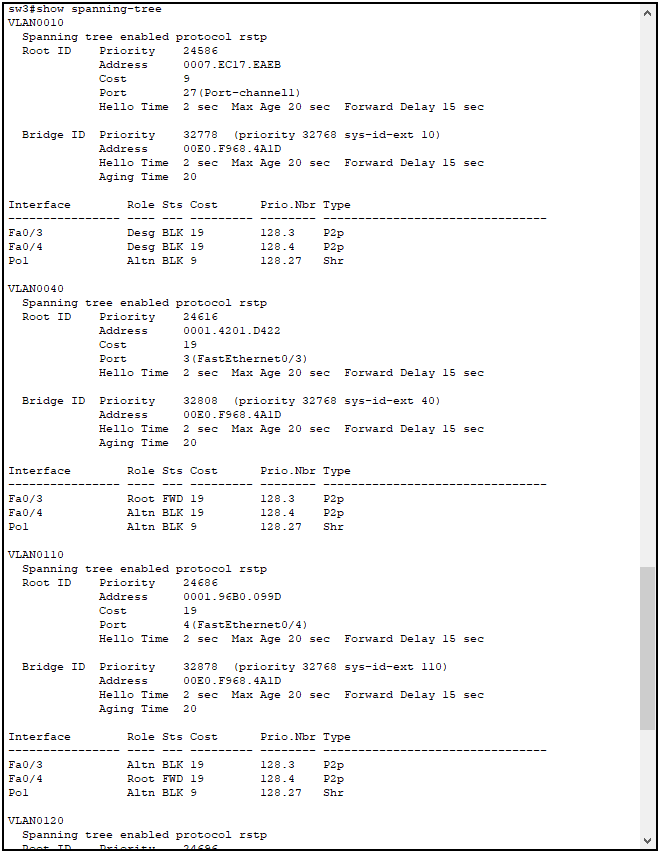 sw3#show spanning-tree
VLAN0010
  Spanning tree enabled protocol rstp
  Root ID    Priority    24586
             Address     0007.EC17.EAEB
             Cost        9
             Port        27(Port-channel1)
             Hello Time  2 sec  Max Age 20 sec  Forward Delay 15 sec

  Bridge ID  Priority    32778  (priority 32768 sys-id-ext 10)
             Address     00E0.F968.4A1D
             Hello Time  2 sec  Max Age 20 sec  Forward Delay 15 sec
             Aging Time  20

Interface        Role Sts Cost      Prio.Nbr Type
---------------- ---- --- --------- -------- --------------------------------
Fa0/3            Desg BLK 19        128.3    P2p
Fa0/4            Desg BLK 19        128.4    P2p
Po1              Altn BLK 9         128.27   Shr

VLAN0040
  Spanning tree enabled protocol rstp
  Root ID    Priority    24616
             Address     0001.4201.D422
             Cost        19
             Port        3(FastEthernet0/3)
             Hello Time  2 sec  Max Age 20 sec  Forward Delay 15 sec

  Bridge ID  Priority    32808  (priority 32768 sys-id-ext 40)
             Address     00E0.F968.4A1D
             Hello Time  2 sec  Max Age 20 sec  Forward Delay 15 sec
             Aging Time  20

Interface        Role Sts Cost      Prio.Nbr Type
---------------- ---- --- --------- -------- --------------------------------
Fa0/3            Root FWD 19        128.3    P2p
Fa0/4            Altn BLK 19        128.4    P2p
Po1              Altn BLK 9         128.27   Shr

VLAN0110
  Spanning tree enabled protocol rstp
  Root ID    Priority    24686
             Address     0001.96B0.099D
             Cost        19
             Port        4(FastEthernet0/4)
             Hello Time  2 sec  Max Age 20 sec  Forward Delay 15 sec

  Bridge ID  Priority    32878  (priority 32768 sys-id-ext 110)
             Address     00E0.F968.4A1D
             Hello Time  2 sec  Max Age 20 sec  Forward Delay 15 sec
             Aging Time  20

Interface        Role Sts Cost      Prio.Nbr Type
---------------- ---- --- --------- -------- --------------------------------
Fa0/3            Altn BLK 19        128.3    P2p
Fa0/4            Root FWD 19        128.4    P2p
Po1              Altn BLK 9         128.27   Shr

VLAN0120
  Spanning tree enabled protocol rstp
  Root ID    Priority    24696